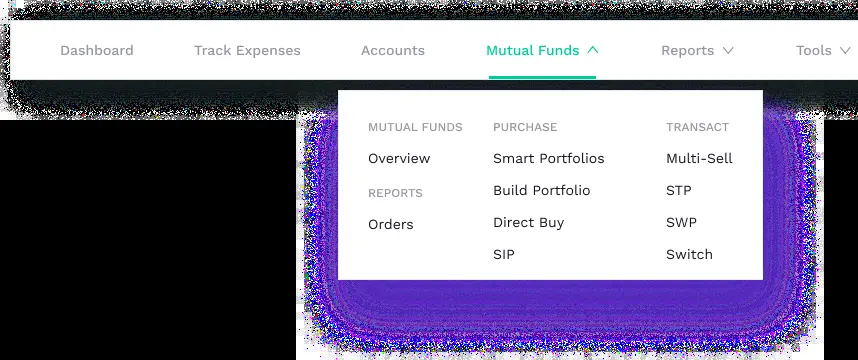 Dashboard Track Expenses Accounts Mutual Funds Reports Tools
MUTUAL FUNDS
Overview
REPORTS
Orders
PURCHASE
Smart Portfolios
Build Portfolio
Direct Buy
SIP
TRANSACT
Multi-Sell
STP
SWP
Switch